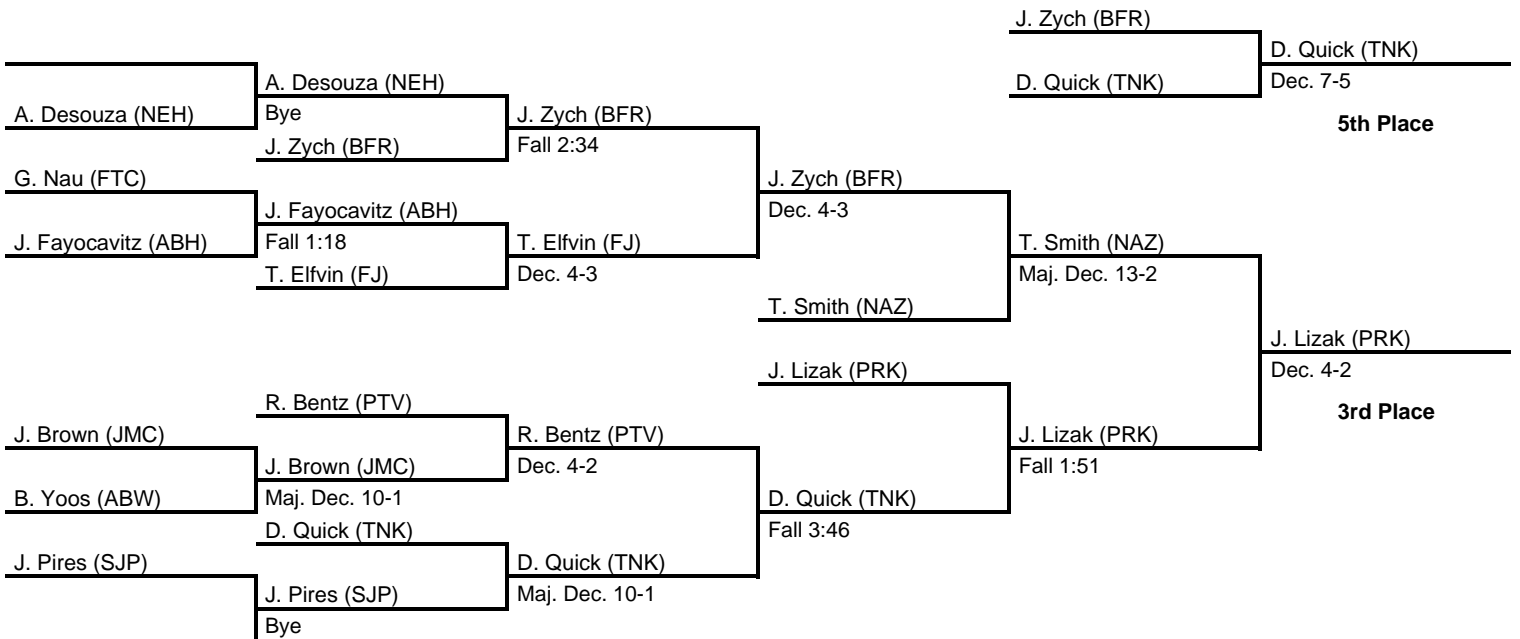 J. Zych (BFR)
D. Quick (TNK)
A. Desouza (NEH)
D. Quick (TNK)
Dec. 7-5
A. Desouza (NEH)
Bye
J. Zych (BFR)
5th Place
J. Zych (BFR)
Fall 2:34
G. Nau (FTC)
J. Zych (BFR)
J. Fayocavitz (ABH)
Dec. 4-3
J. Fayocavitz (ABH)
Fall 1:18
T. Elfvin (FJ)
T. Smith (NAZ)
T. Elfvin (FJ)
Dec. 4-3
Maj. Dec. 13-2
T. Smith (NAZ)
J. Lizak (PRK)
J. Lizak (PRK)
Dec. 4-2
R. Bentz (PTV)
3rd Place
J. Brown (JMC)
R. Bentz (PTV)
J. Lizak (PRK)
J. Brown (JMC)
Dec. 4-2
Fall 1:51
B. Yoos (ABW)
Maj. Dec. 10-1
D. Quick (TNK)
D. Quick (TNK)
Fall 3:46
J. Pires (SJP)
D. Quick (TNK)
J. Pires (SJP)
Maj. Dec. 10-1
Bye